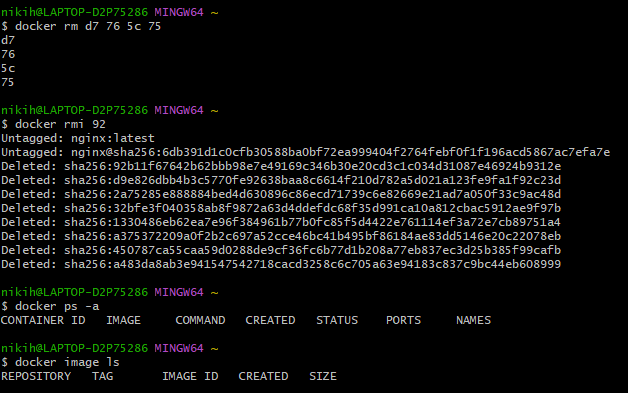 nikih@LAPTOP-D2P75286 MINGW64 ~
$ docker rm d7 76 5c 75
d7
76
5c
75
nikih@LAPTOP-D2P75286 MINGW64 ~
$ docker rmi 92
Untagged: nginx:latest
Untagged: nginx@sha256:6db391d1c0cfb30588ba0bf72ea999404f2764febf0f1f196acd5867ac7efa7e
Deleted: sha256:92b11f67642b62bbb98e7e49169c346b30e20cd3c1c034d31087e46924b9312e
Deleted: sha256:d9e826dbb4b3c5770fe92638baa8c6614f210d782a5d021a123fe9fa1f92c23d
Deleted: sha256:2a75285e888884bed4d630896c86ecd71739c6e82669e21ad7a050f33c9ac48d
Deleted: sha256:32bfe3f040358ab8f9872a63d4ddefdc68f35d991ca10a812cbac5912ae9f97b
Deleted: sha256:1330486eb62ea7e96f384961b77b0fc85f5d4422e761114ef3a72e7cb89751a4
Deleted: sha256:a375372209a0f2b2c697a52cce46bc41b495bf86184ae83dd5146e20c22078eb
Deleted: sha256:450787ca55caa59d0288de9cf36fc6b77d1b208a77eb837ec3d25b385f99cafb
Deleted: sha256:a483da8ab3e941547542718cacd3258c6c705a63e94183c837c9bc44eb608999
nikih@LAPTOP-D2P75286 MINGW64 ~
$ docker ps -a
CONTAINER ID   IMAGE     COMMAND   CREATED   STATUS    PORTS     NAMES
nikih@LAPTOP-D2P75286 MINGW64 ~
$ docker image ls
REPOSITORY   TAG       IMAGE ID   CREATED   SIZE